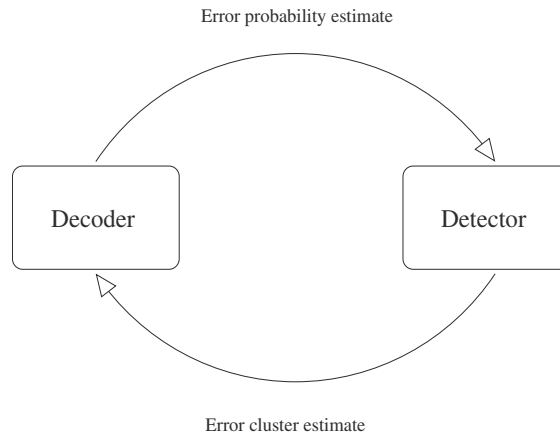 Error probability estimate
Decoder
Detector
Error cluster estimate